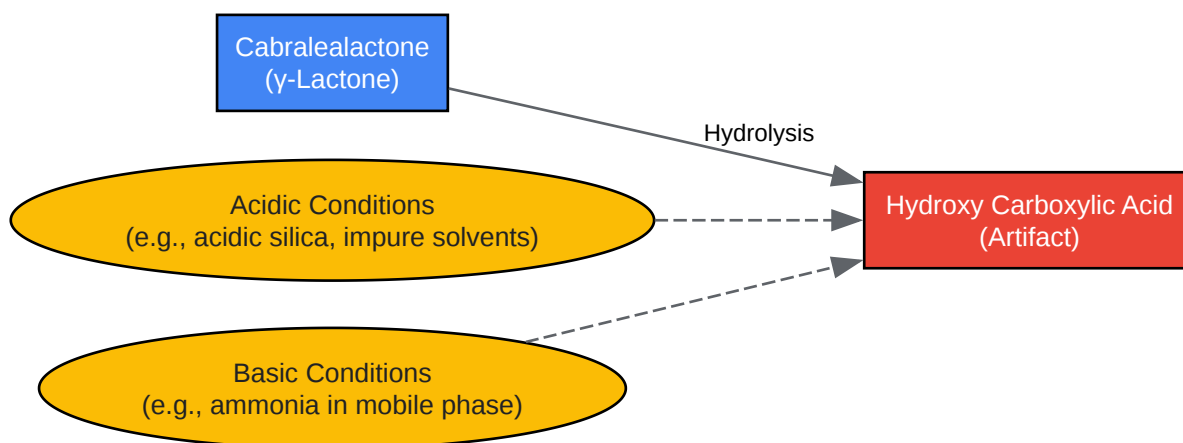 Cabralealactone
(γ-Lactone)
Hydrolysis
Acidic Conditions
(e.g., acidic silica, impure solvents)
Hydroxy Carboxylic Acid
(Artifact)
Basic Conditions
(e.g., ammonia in mobile phase)